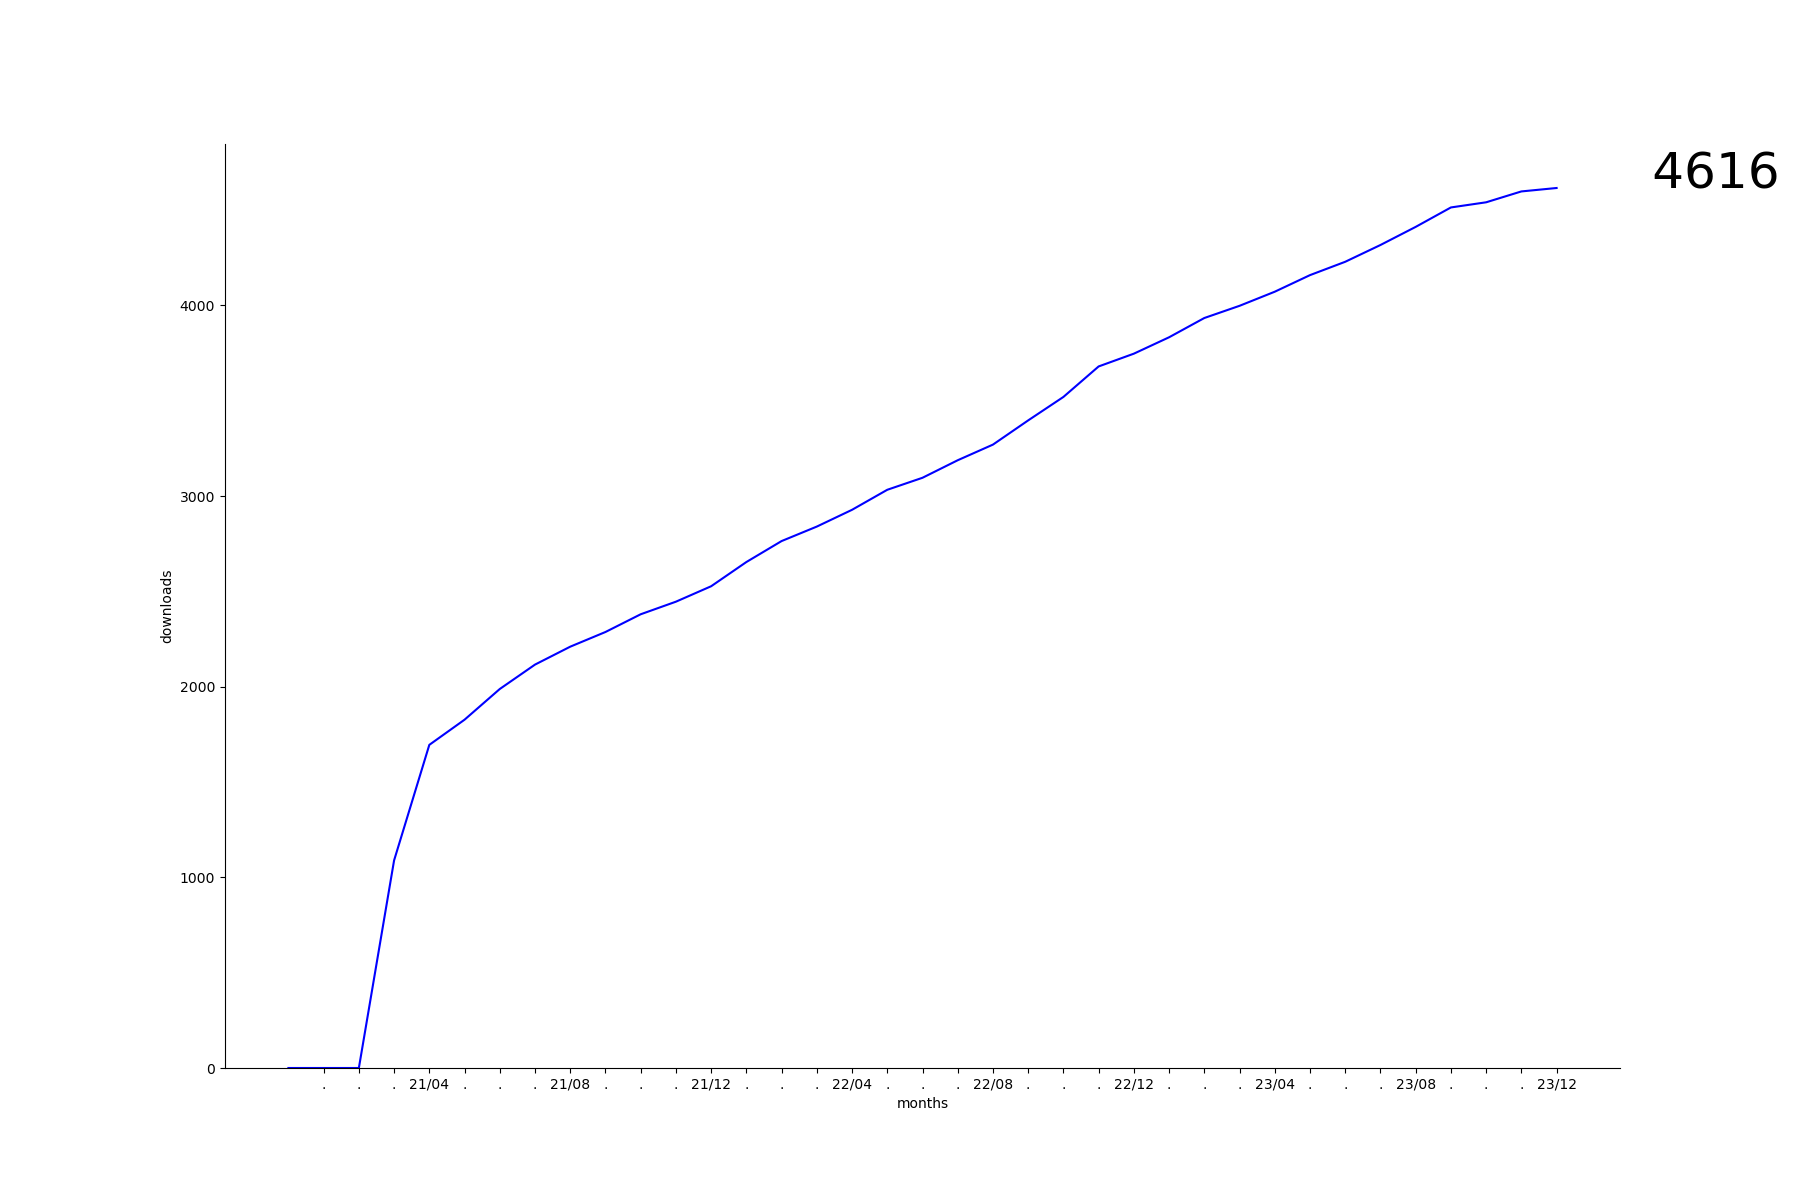 4616
4000
3000
downloads
2000
1000
0
. . . 21/04 . . . 21/08 . . . 21/12 . . . 22/04 . . . 22/08 . . . 22/12 . . . 23/04 . . . 23/08 . . . 23/12
months